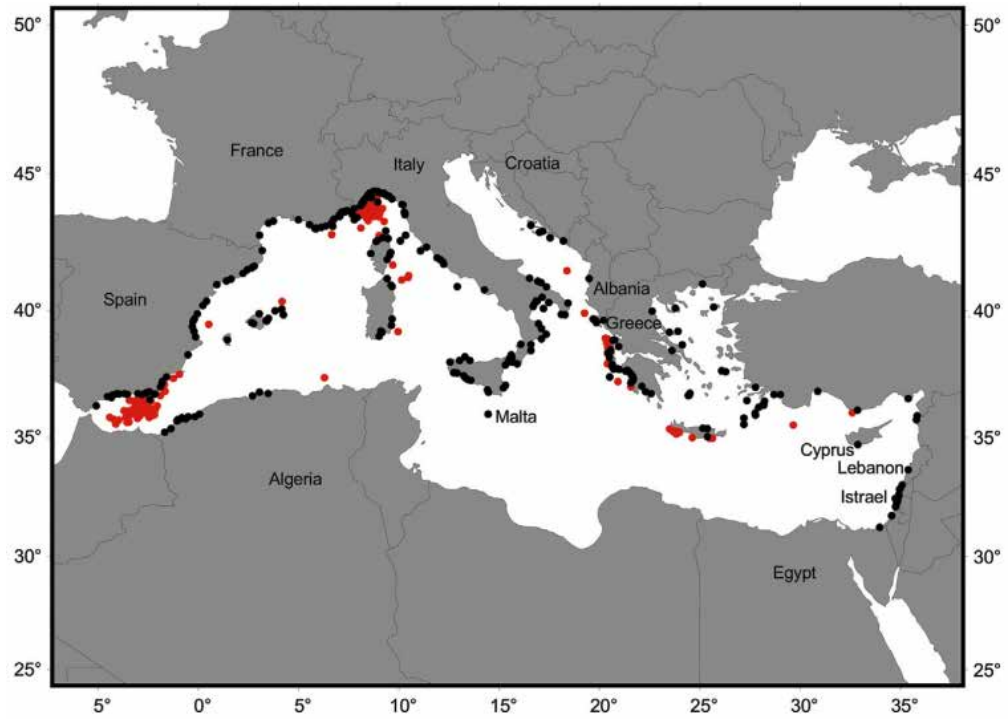 50° 50°
France
Italy
Croatia
45° 45°
Spain
Albania
40° 40°
Greece
Malta
35° 35°
Cyprus
Lebanon
Algeria
Istrael
30° 30°
Egypt
25° 25°
5° 0° 5° 10° 15° 20° 25° 30° 35°